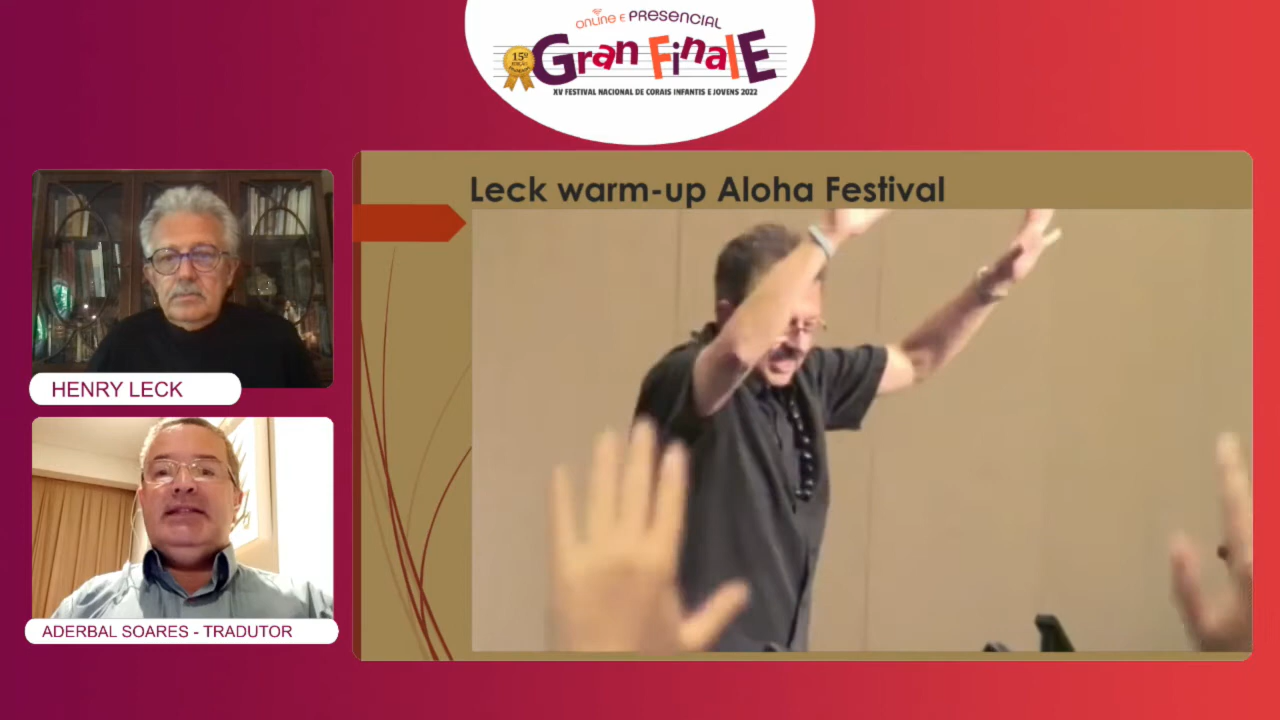 ONLINE E PRESENCIAL
15ª
EDIÇÃO
Gran FinalE
XV FESTIVAL NACIONAL DE CORAIS INFANTIS E JOVENS 2022
Leck warm-up Aloha Festival
HENRY LECK
ADERBAL SOARES - TRADUTOR